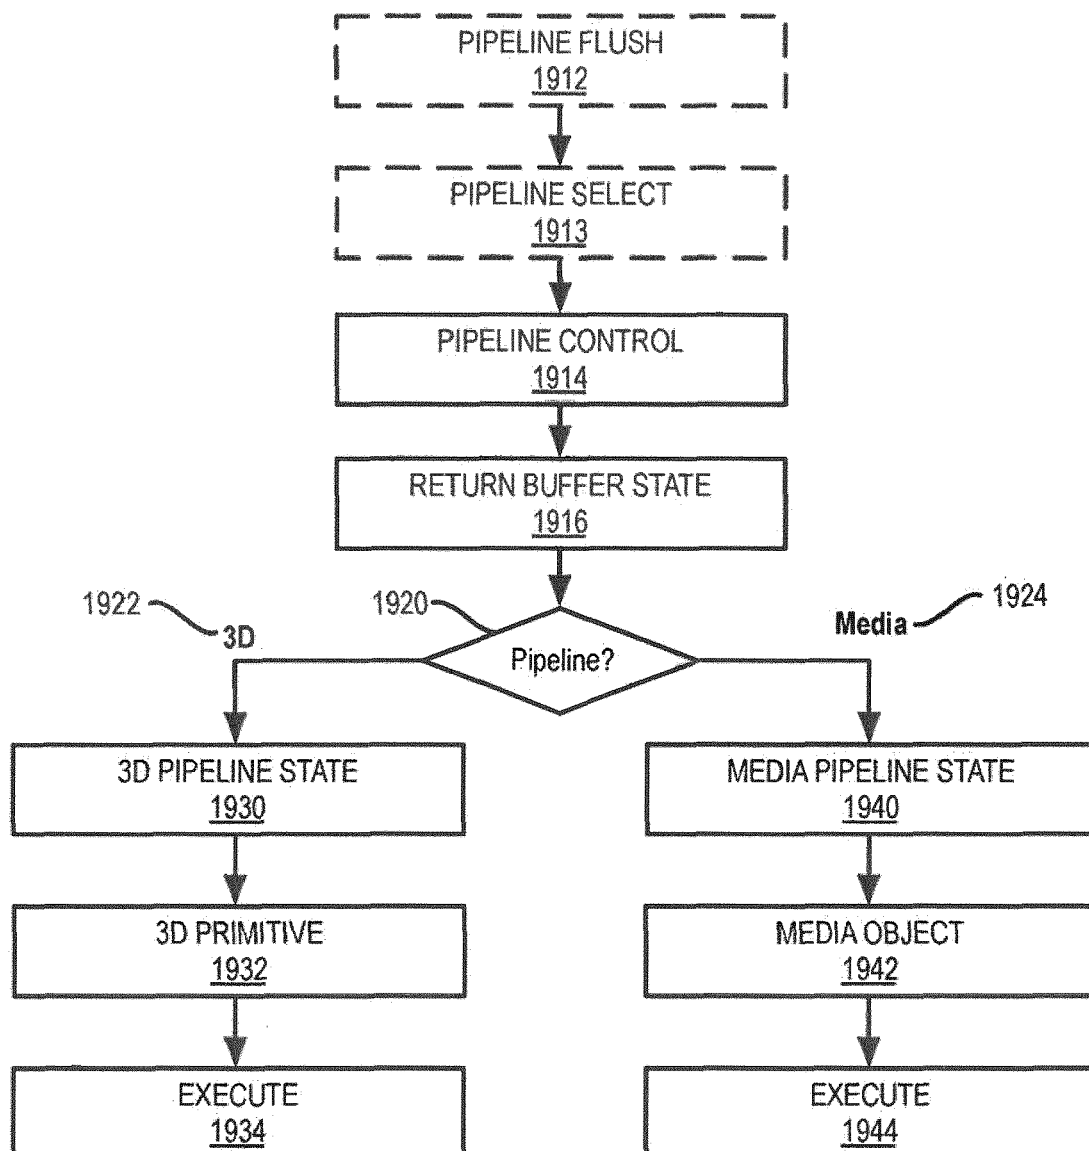 PIPELINE FLUSH
1912
PIPELINE SELECT
1913
PIPELINE CONTROL
1914
RETURN BUFFER STATE
1916
1922
3D
1920
Pipeline?
Media
1924
3D PIPELINE STATE
1930
MEDIA PIPELINE STATE
1940
3D PRIMITIVE
1932
MEDIA OBJECT
1942
EXECUTE
1934
EXECUTE
1944